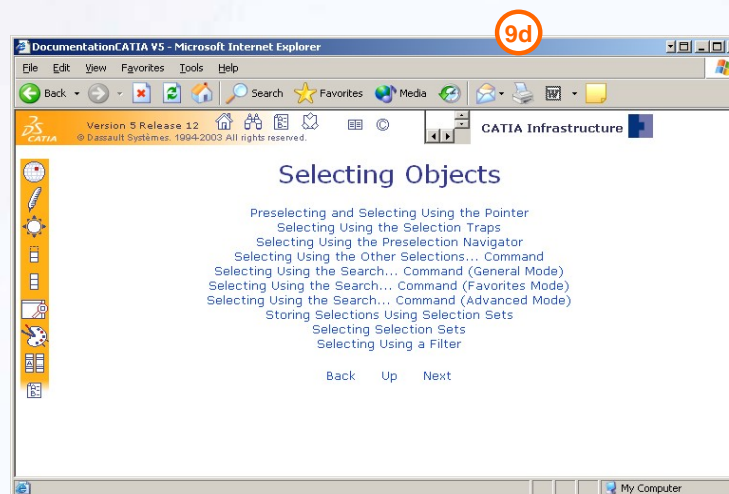 9d
DocumentationCATIA V5 - Microsoft Internet Explorer
File Edit View Favorites Tools Help
Back Search Favorites Media
DS CATIA
Version 5 Release 12
© Dassault Systèmes. 1994-2003 All rights reserved.
CATIA Infrastructure
Selecting Objects
Preselecting and Selecting Using the Pointer
Selecting Using the Selection Traps
Selecting Using the Preselection Navigator
Selecting Using the Other Selections... Command
Selecting Using the Search... Command (General Mode)
Selecting Using the Search... Command (Favorites Mode)
Selecting Using the Search... Command (Advanced Mode)
Storing Selections Using Selection Sets
Selecting Selection Sets
Selecting Using a Filter
Back Up Next
My Computer